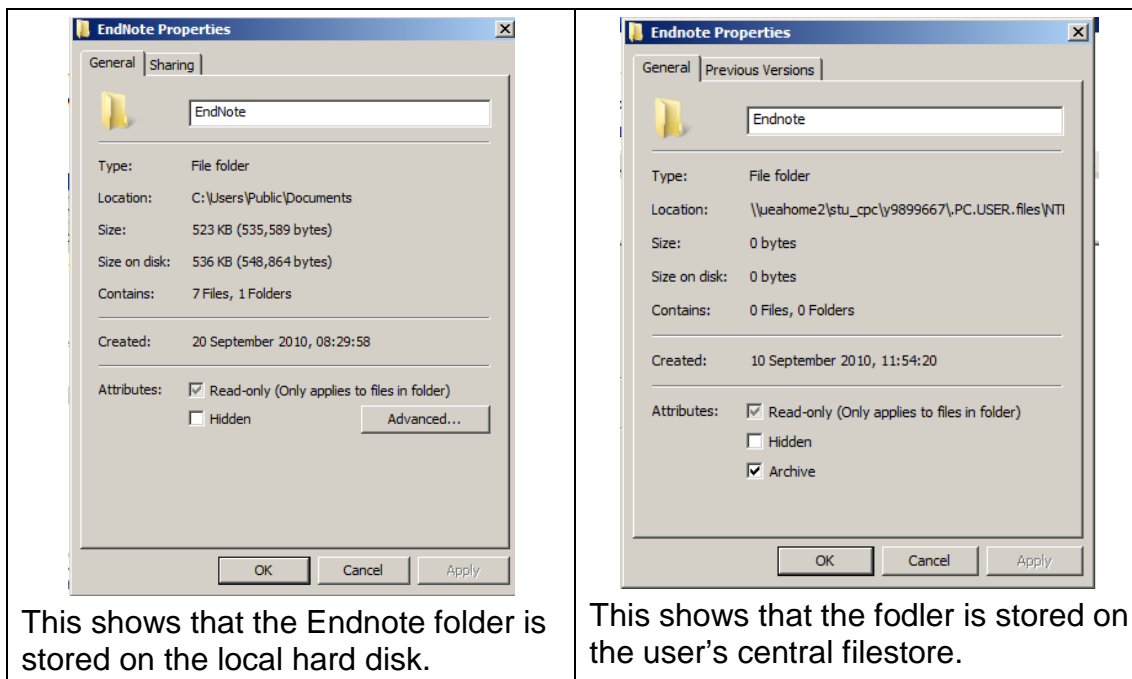 EndNote Properties
General Sharing
EndNote
Type: File folder
Location: C:\Users\Public\Documents
Size: 523 KB (535,589 bytes)
Size on disk: 536 KB (548,864 bytes)
Contains: 7 Files, 1 Folders
Created: 20 September 2010, 08:29:58
Attributes: Read-only (Only applies to files in folder)
Hidden Advanced...
OK Cancel Apply
This shows that the Endnote folder is
stored on the local hard disk.
Endnote Properties
General Previous Versions
Endnote
Type: File folder
Location: \\ueahome2\stu_cpc\y9899667\.PC.USER.files\NTI
Size: 0 bytes
Size on disk: 0 bytes
Contains: 0 Files, 0 Folders
Created: 10 September 2010, 11:54:20
Attributes: Read-only (Only applies to files in folder)
Hidden
Archive
OK Cancel Apply
This shows that the fodler is stored on
the user's central filestore.